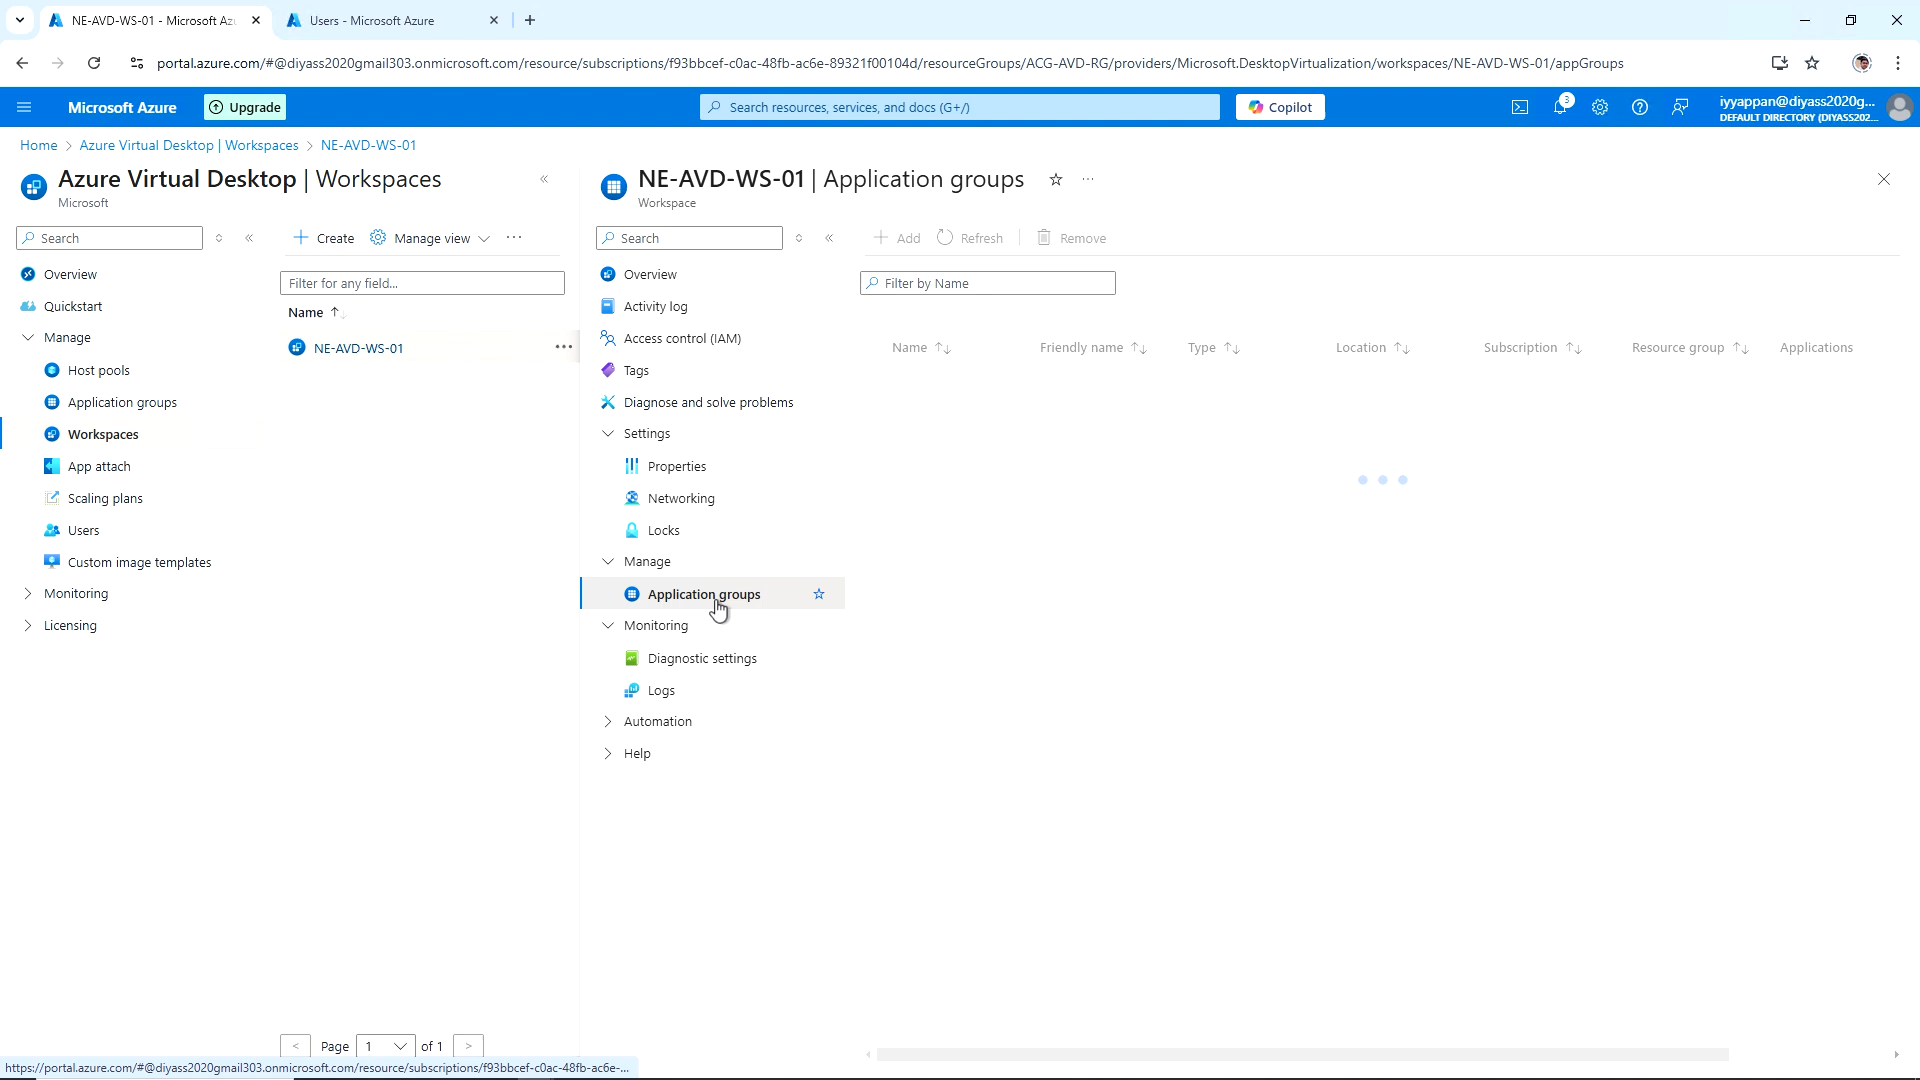 NE-AVD-WS-01 - Microsoft Az
Users - Microsoft Azure
portal.azure.com/#@diyass2020gmail303.onmicrosoft.com/resource/subscriptions/f93bbcef-c0ac-48fb-ac6e-89321f00104d/resourceGroups/ACG-AVD-RG/providers/Microsoft.DesktopVirtualization/workspaces/NE-AVD-WS-01/appGroups
Microsoft Azure
Upgrade
Search resources, services, and docs (G+/)
Copilot
3
iyyappan@diyass2020g...
DEFAULT DIRECTORY (DIYASS202...
Home > Azure Virtual Desktop | Workspaces > NE-AVD-WS-01
Azure Virtual Desktop | Workspaces
Microsoft
Search
Overview
Quickstart
Manage
Host pools
Application groups
Workspaces
App attach
Scaling plans
Users
Custom image templates
Monitoring
Licensing
Create
Manage view
Filter for any field...
Name
NE-AVD-WS-01
< Page 1 of 1 >
NE-AVD-WS-01 | Application groups
Workspace
Search
Overview
Activity log
Access control (IAM)
Tags
Diagnose and solve problems
Settings
Properties
Networking
Locks
Manage
Application groups
Monitoring
Diagnostic settings
Logs
Automation
Help
Add Refresh Remove
Filter by Name
Name Friendly name Type Location Subscription Resource group Applications
https://portal.azure.com/#@diyass2020gmail303.onmicrosoft.com/resource/subscriptions/f93bbcef-c0ac-48fb-ac6e-...